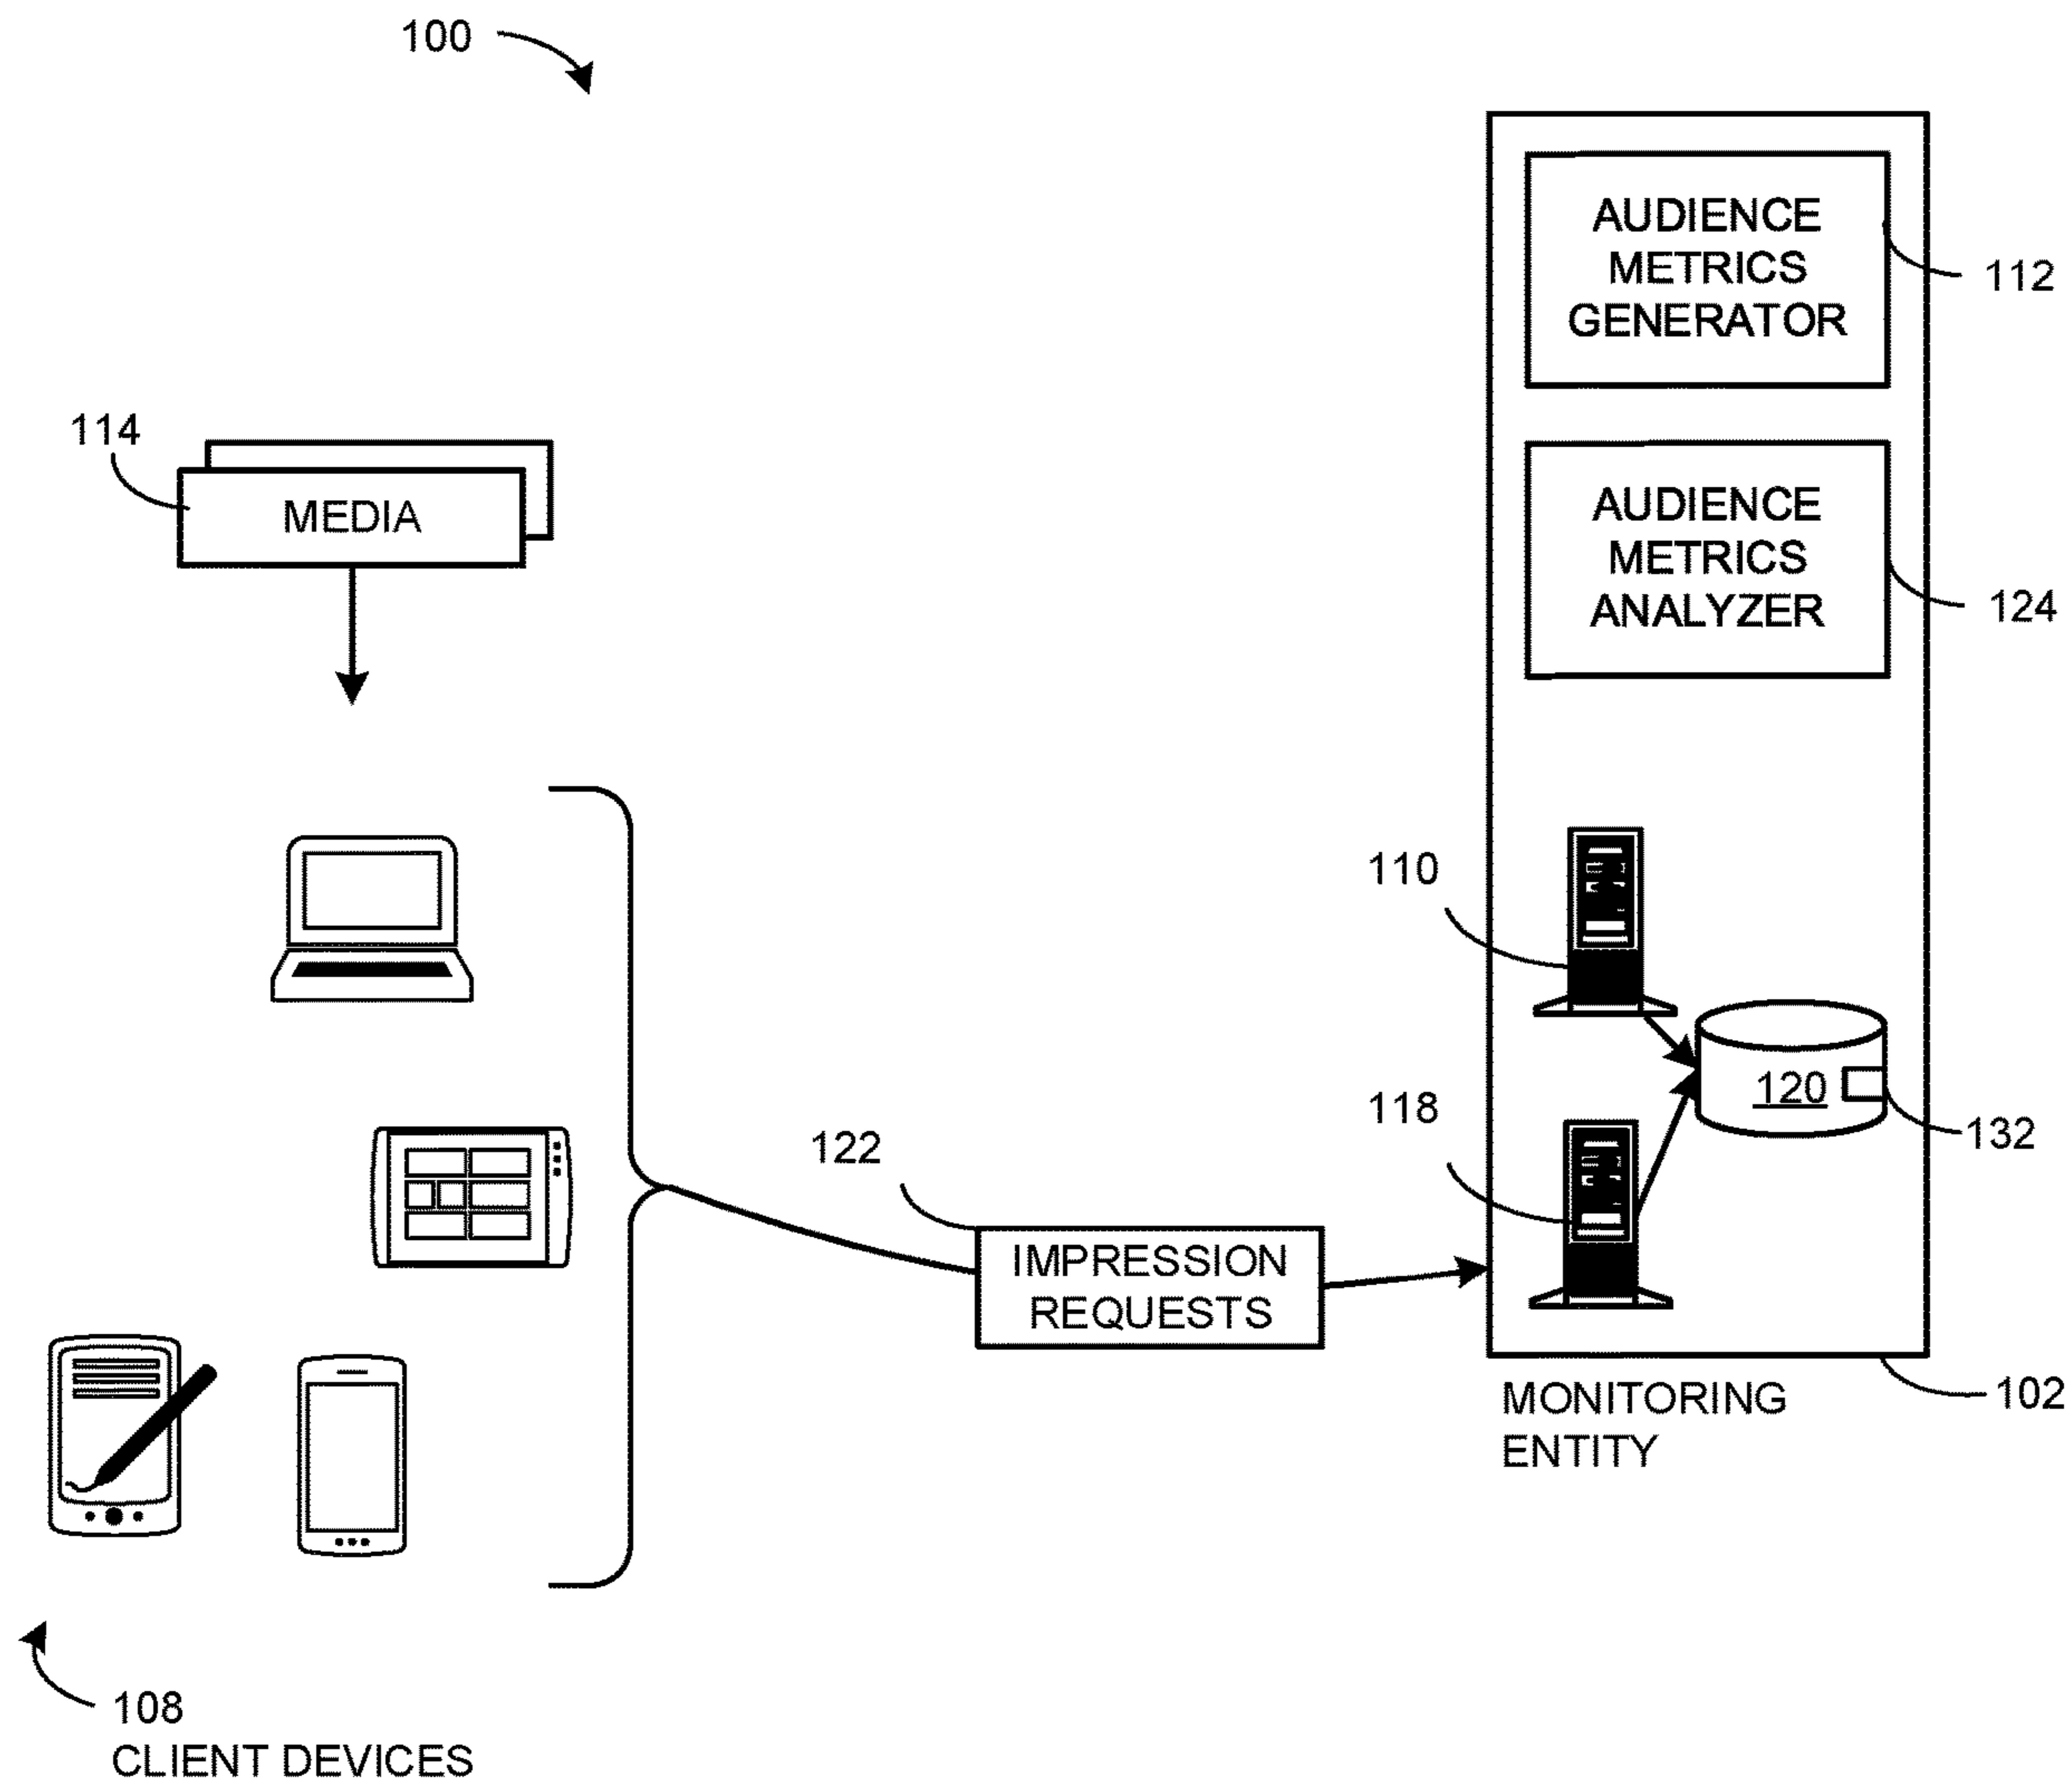 100
AUDIENCE
METRICS
GENERATOR
112
114
MEDIA
AUDIENCE
METRICS
ANALYZER
124
110
120
118
132
122
IMPRESSION
REQUESTS
MONITORING
ENTITY
102
108
CLIENT DEVICES